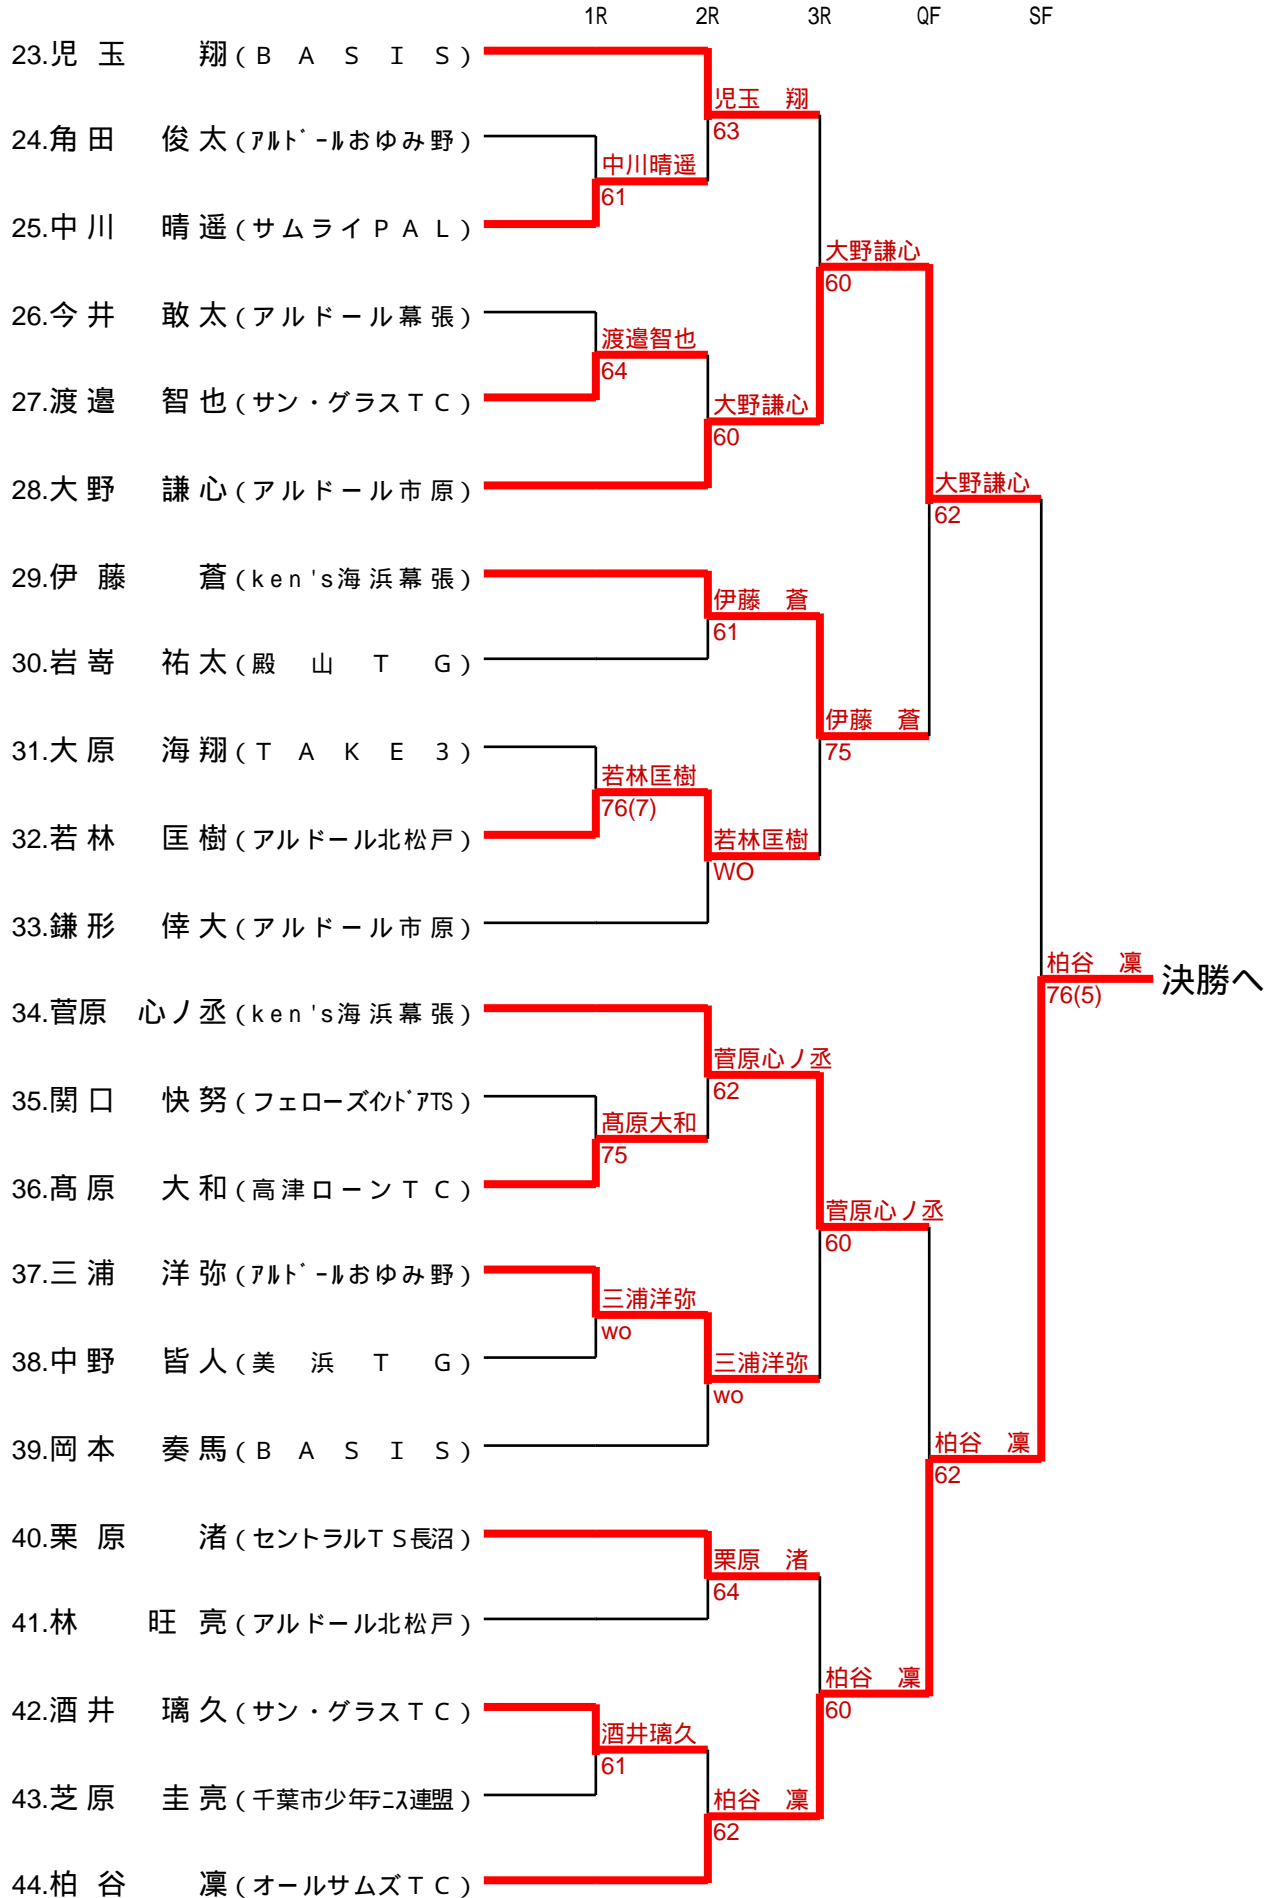 1R 2R 3R QF SF
23.児玉 翔(BASIS)
児玉 翔
63
24.角田 俊太(ｱﾙﾄﾞｰﾙおゆみ野)
中川晴遥
61
25.中川 晴遥(サムライPAL)
大野謙心
60
26.今井 敢太(アルドール幕張)
渡邉智也
64
27.渡邉 智也(サン・グラスTC)
大野謙心
60
28.大野 謙心(アルドール市原)
大野謙心
62
29.伊藤 蒼(ken's海浜幕張)
伊藤 蒼
61
30.岩嵜 祐太(殿山TG)
伊藤 蒼
75
31.大原 海翔(TAKE3)
若林匡樹
76(7)
32.若林 匡樹(アルドール北松戸)
若林匡樹
WO
33.鎌形 倖大(アルドール市原)
柏谷 凜
76(5)
決勝へ
34.菅原 心ノ丞(ken's海浜幕張)
菅原心ノ丞
62
35.関口 快努(フェローズｲﾝﾄﾞｱTS)
髙原大和
75
36.髙原 大和(高津ローンTC)
菅原心ノ丞
60
37.三浦 洋弥(ｱﾙﾄﾞｰﾙおゆみ野)
三浦洋弥
wo
38.中野 皆人(美浜TG)
三浦洋弥
wo
39.岡本 奏馬(BASIS)
柏谷 凜
62
40.栗原 渚(セントラルTS長沼)
栗原 渚
64
41.林 旺亮(アルドール北松戸)
柏谷 凜
60
42.酒井 璃久(サン・グラスTC)
酒井璃久
61
43.芝原 圭亮(千葉市少年ﾃﾆｽ連盟)
柏谷 凜
62
44.柏谷 凜(オールサムズTC)